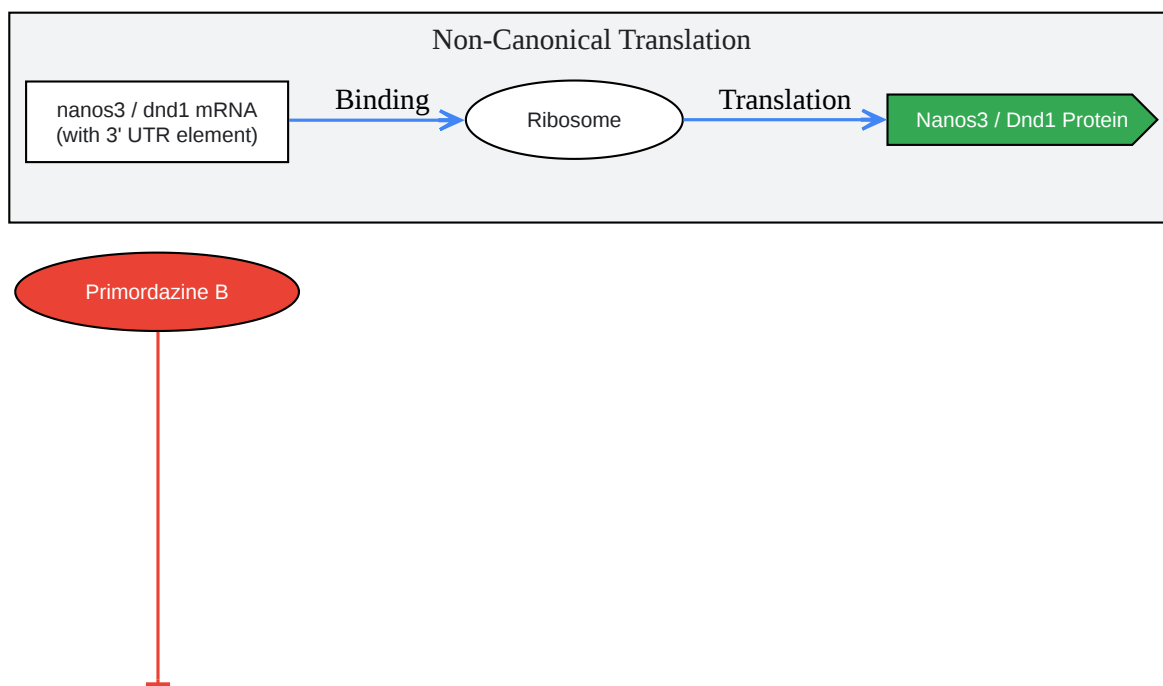 Non-Canonical Translation
nanos3 / dnd1 mRNA
(with 3' UTR element)
Binding
Ribosome
Translation
Nanos3 / Dnd1 Protein
Primordazine B